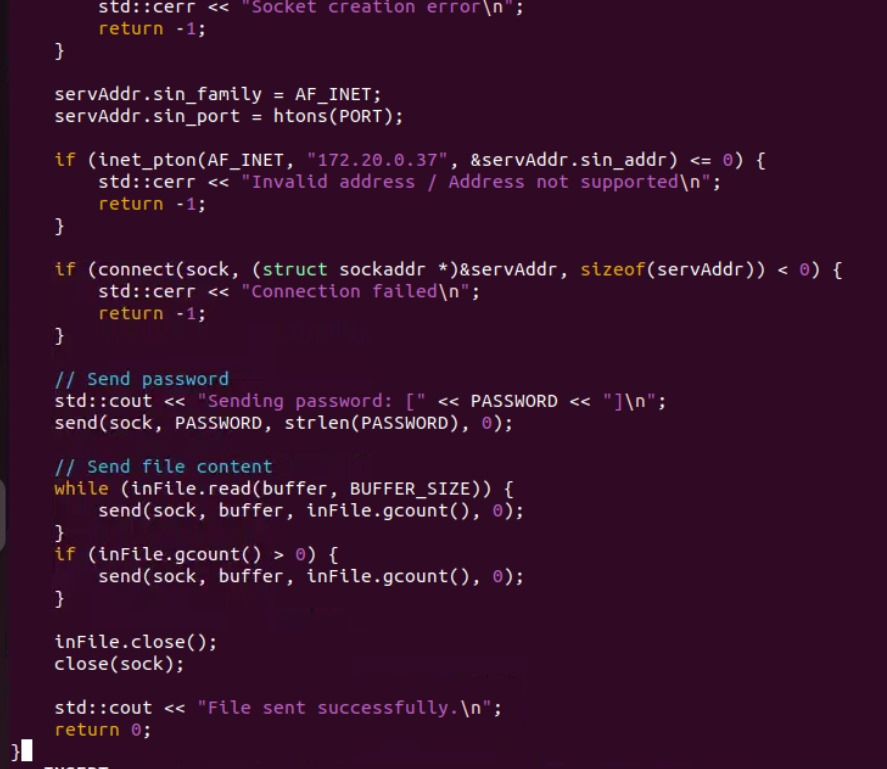 std::cerr << "Socket creation error\n";
        return -1;
    }

    servAddr.sin_family = AF_INET;
    servAddr.sin_port = htons(PORT);

    if (inet_pton(AF_INET, "172.20.0.37", &servAddr.sin_addr) <= 0) {
        std::cerr << "Invalid address / Address not supported\n";
        return -1;
    }

    if (connect(sock, (struct sockaddr *)&servAddr, sizeof(servAddr)) < 0) {
        std::cerr << "Connection failed\n";
        return -1;
    }

    // Send password
    std::cout << "Sending password: [" << PASSWORD << "]\n";
    send(sock, PASSWORD, strlen(PASSWORD), 0);

    // Send file content
    while (inFile.read(buffer, BUFFER_SIZE)) {
        send(sock, buffer, inFile.gcount(), 0);
    }
    if (inFile.gcount() > 0) {
        send(sock, buffer, inFile.gcount(), 0);
    }

    inFile.close();
    close(sock);

    std::cout << "File sent successfully.\n";
    return 0;
}